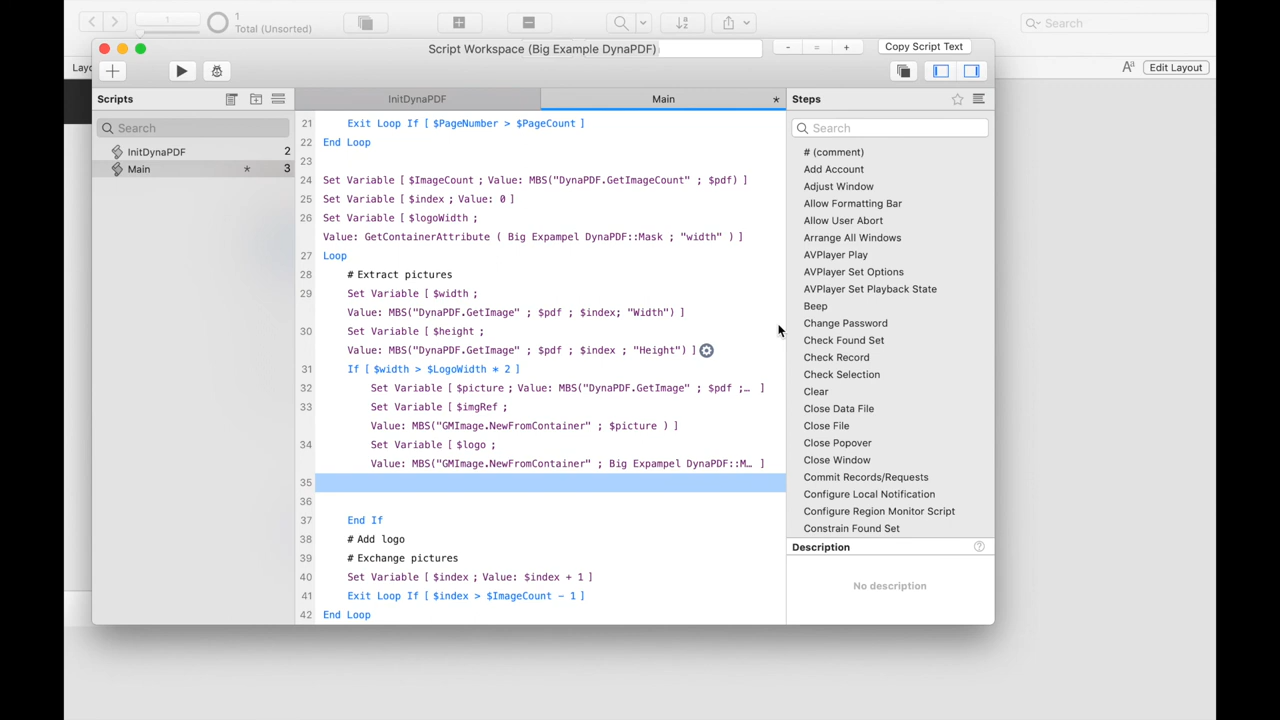 1
1
Total (Unsorted)
Search
Script Workspace (Big Example DynaPDF)
-
=
+
Copy Script Text
Layo
Edit Layout
Scripts
Search
InitDynaPDF 2
Main * 3
InitDynaPDF
Main *
21 Exit Loop If [ $PageNumber > $PageCount ]
22 End Loop
23
24 Set Variable [ $ImageCount ; Value: MBS("DynaPDF.GetImageCount" ; $pdf) ]
25 Set Variable [ $index ; Value: 0 ]
26 Set Variable [ $logoWidth ;
Value: GetContainerAttribute ( Big Expampel DynaPDF::Mask ; "width" ) ]
27 Loop
28 # Extract pictures
29 Set Variable [ $width ;
Value: MBS("DynaPDF.GetImage" ; $pdf ; $index; "Width") ]
30 Set Variable [ $height ;
Value: MBS("DynaPDF.GetImage" ; $pdf ; $index ; "Height") ]
31 If [ $width > $LogoWidth * 2 ]
32 Set Variable [ $picture ; Value: MBS("DynaPDF.GetImage" ; $pdf ;… ]
33 Set Variable [ $imgRef ;
Value: MBS("GMImage.NewFromContainer" ; $picture ) ]
34 Set Variable [ $logo ;
Value: MBS("GMImage.NewFromContainer" ; Big Expampel DynaPDF::M… ]
35
36
37 End If
38 # Add logo
39 # Exchange pictures
40 Set Variable [ $index ; Value: $index + 1 ]
41 Exit Loop If [ $index > $ImageCount - 1 ]
42 End Loop
Steps
Search
# (comment)
Add Account
Adjust Window
Allow Formatting Bar
Allow User Abort
Arrange All Windows
AVPlayer Play
AVPlayer Set Options
AVPlayer Set Playback State
Beep
Change Password
Check Found Set
Check Record
Check Selection
Clear
Close Data File
Close File
Close Popover
Close Window
Commit Records/Requests
Configure Local Notification
Configure Region Monitor Script
Constrain Found Set
Description ?
No description